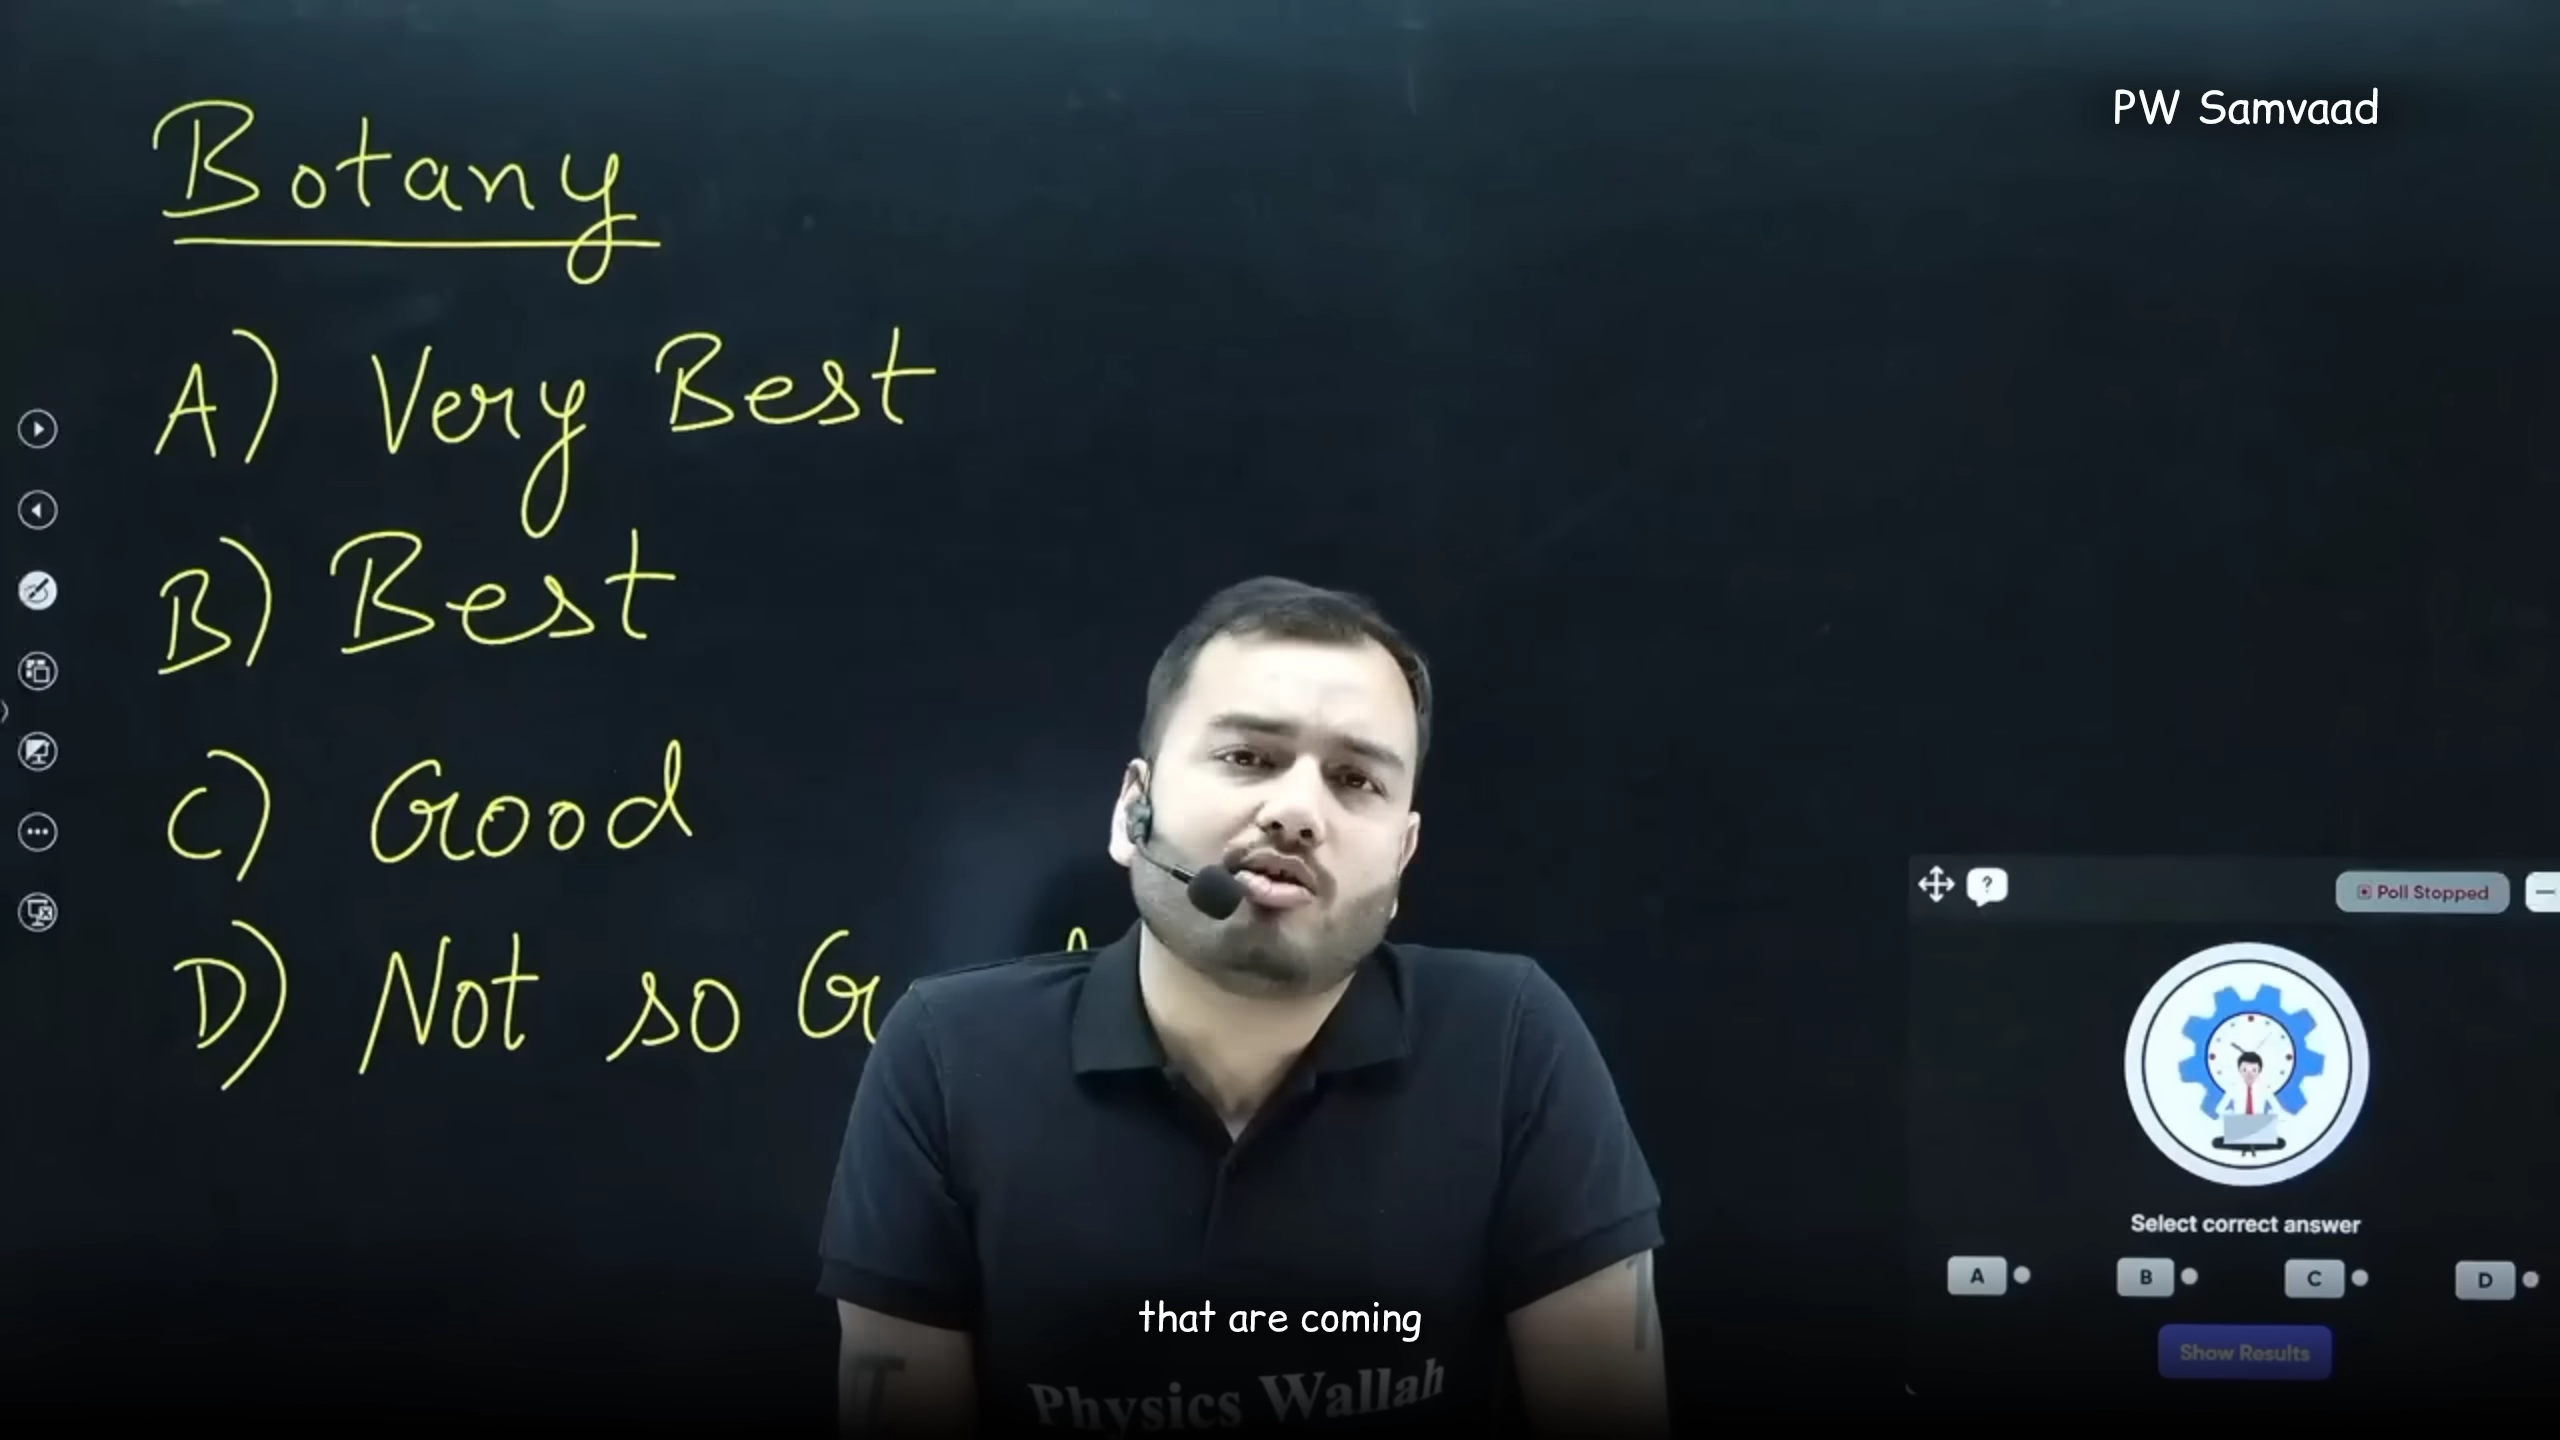 PW Samvaad
Botany
A) Very Best
B) Best
C) Good
D) Not so
? Poll Stopped
Select correct answer
A B C D
Show Results
that are coming
Physics Wallah